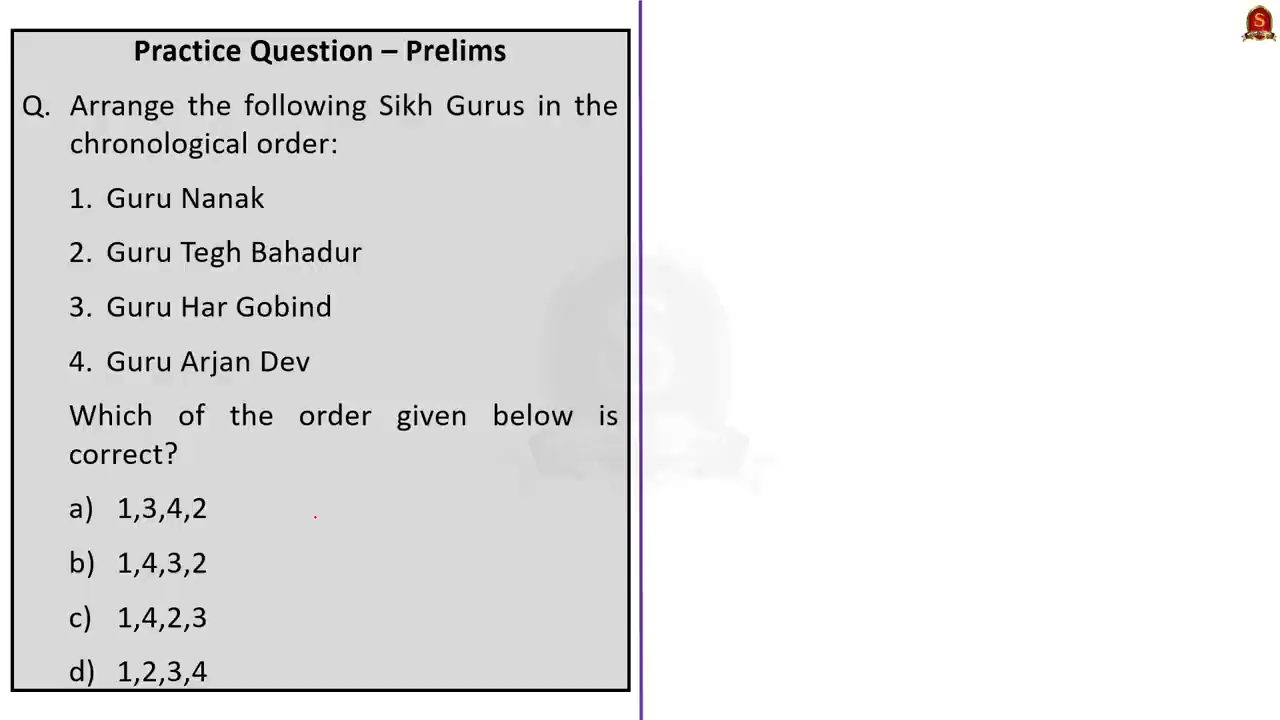 Practice Question – Prelims
Q. Arrange the following Sikh Gurus in the
chronological order:
1. Guru Nanak
2. Guru Tegh Bahadur
3. Guru Har Gobind
4. Guru Arjan Dev
Which of the order given below is
correct?
a) 1,3,4,2
b) 1,4,3,2
c) 1,4,2,3
d) 1,2,3,4
S